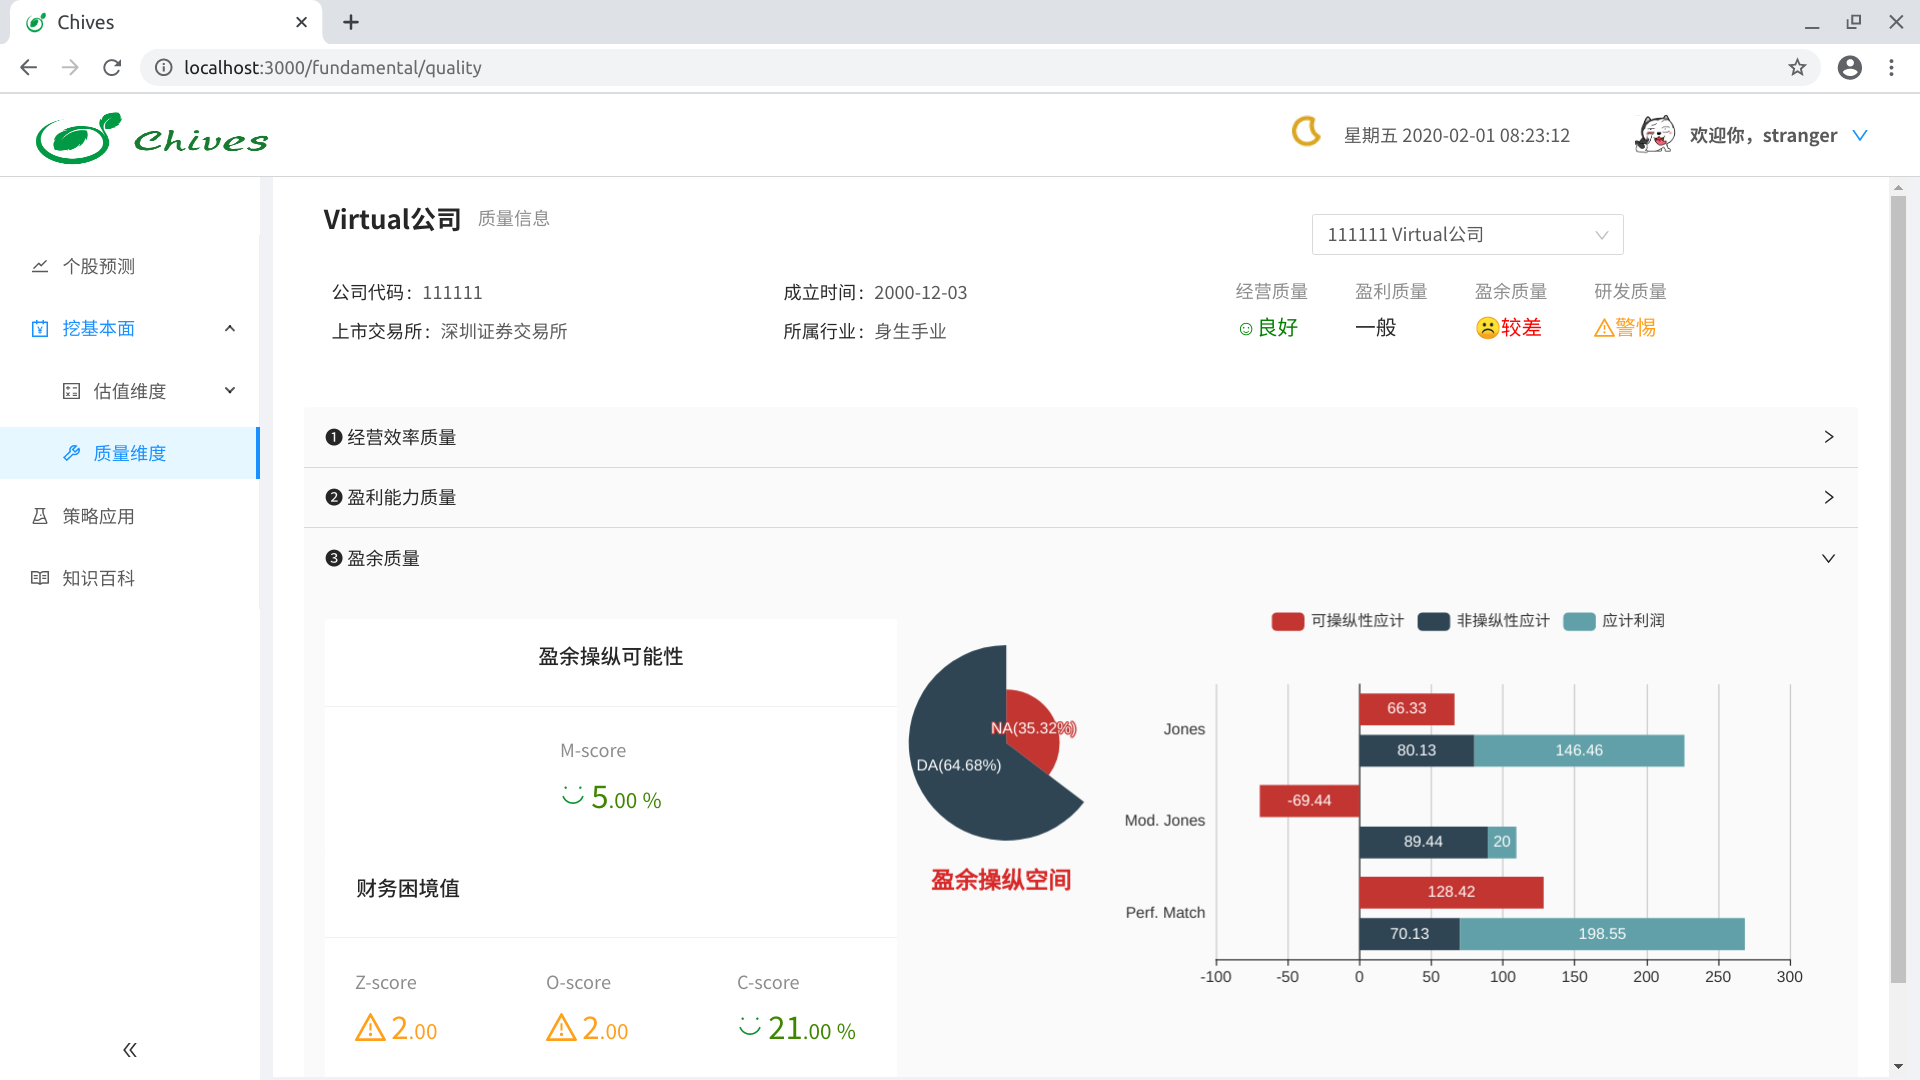 Chives
localhost:3000/fundamental/quality
Chives
星期五 2020-02-01 08:23:12
欢迎你，stranger
个股预测
挖基本面
估值维度
质量维度
策略应用
知识百科
Virtual公司 质量信息
111111 Virtual公司
公司代码：111111
成立时间：2000-12-03
上市交易所：深圳证券交易所
所属行业：身生手业
经营质量 盈利质量 盈余质量 研发质量
良好 一般 较差 警惕
❶ 经营效率质量
❷ 盈利能力质量
❸ 盈余质量
盈余操纵可能性
M-score
5.00 %
财务困境值
Z-score O-score C-score
2.00 2.00 21.00 %
NA(35.32%)
DA(64.68%)
盈余操纵空间
可操纵性应计 非操纵性应计 应计利润
66.33
Jones
80.13 146.46
-69.44
Mod. Jones
89.44 20
128.42
Perf. Match
70.13 198.55
-100 -50 0 50 100 150 200 250 300